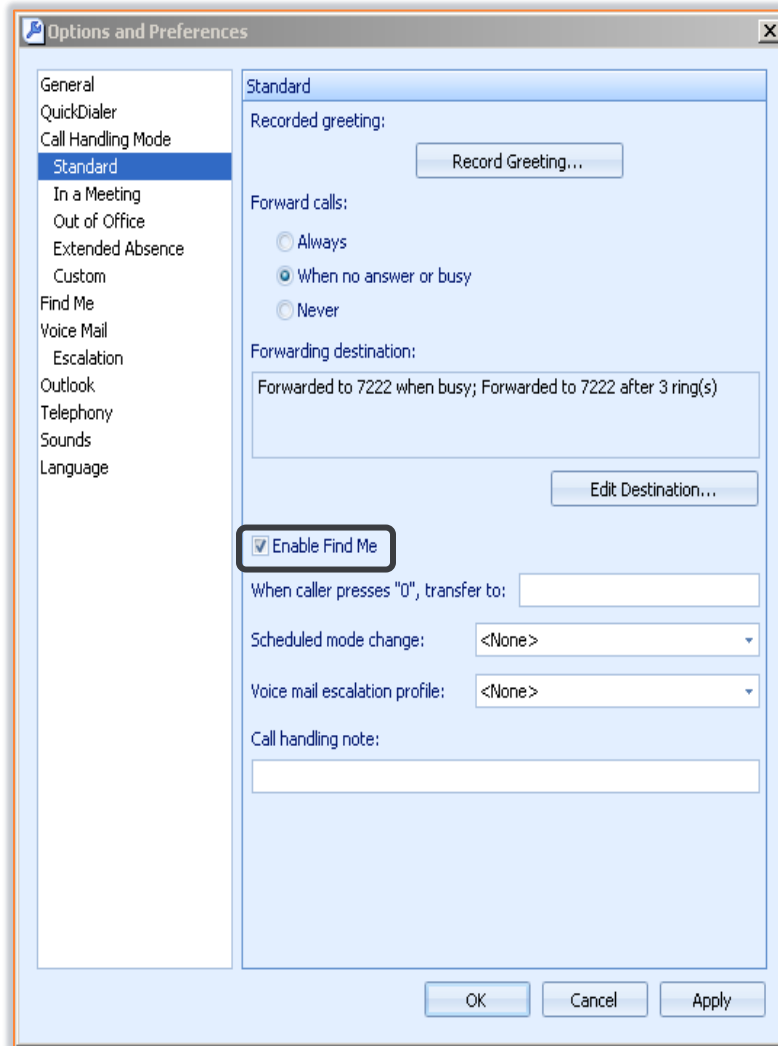 Options and Preferences
General
QuickDialer
Call Handling Mode
Standard
In a Meeting
Out of Office
Extended Absence
Custom
Find Me
Voice Mail
Escalation
Outlook
Telephony
Sounds
Language
Standard
Recorded greeting:
Record Greeting...
Forward calls:
Always
When no answer or busy
Never
Forwarding destination:
Forwarded to 7222 when busy; Forwarded to 7222 after 3 ring(s)
Edit Destination...
Enable Find Me
When caller presses "0", transfer to:
Scheduled mode change: <None>
Voice mail escalation profile: <None>
Call handling note:
OK Cancel Apply